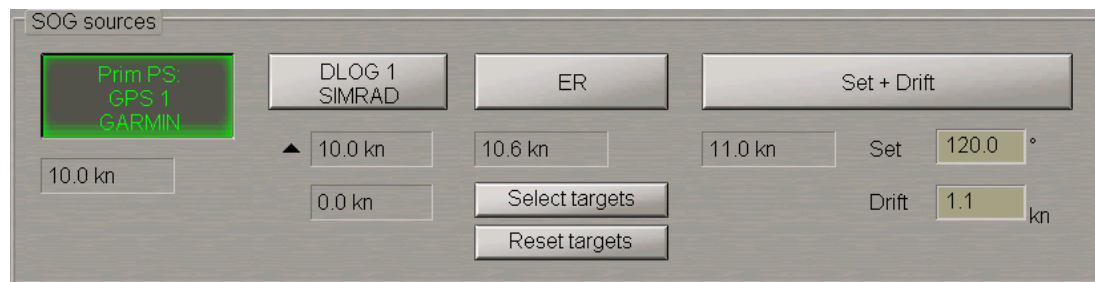 SOG sources
Prim PS:
GPS 1
GARMIN
10.0 kn
DLOG 1
SIMRAD
10.0 kn
0.0 kn
ER
10.6 kn
Select targets
Reset targets
Set + Drift
11.0 kn
Set 120.0 °
Drift 1.1 kn